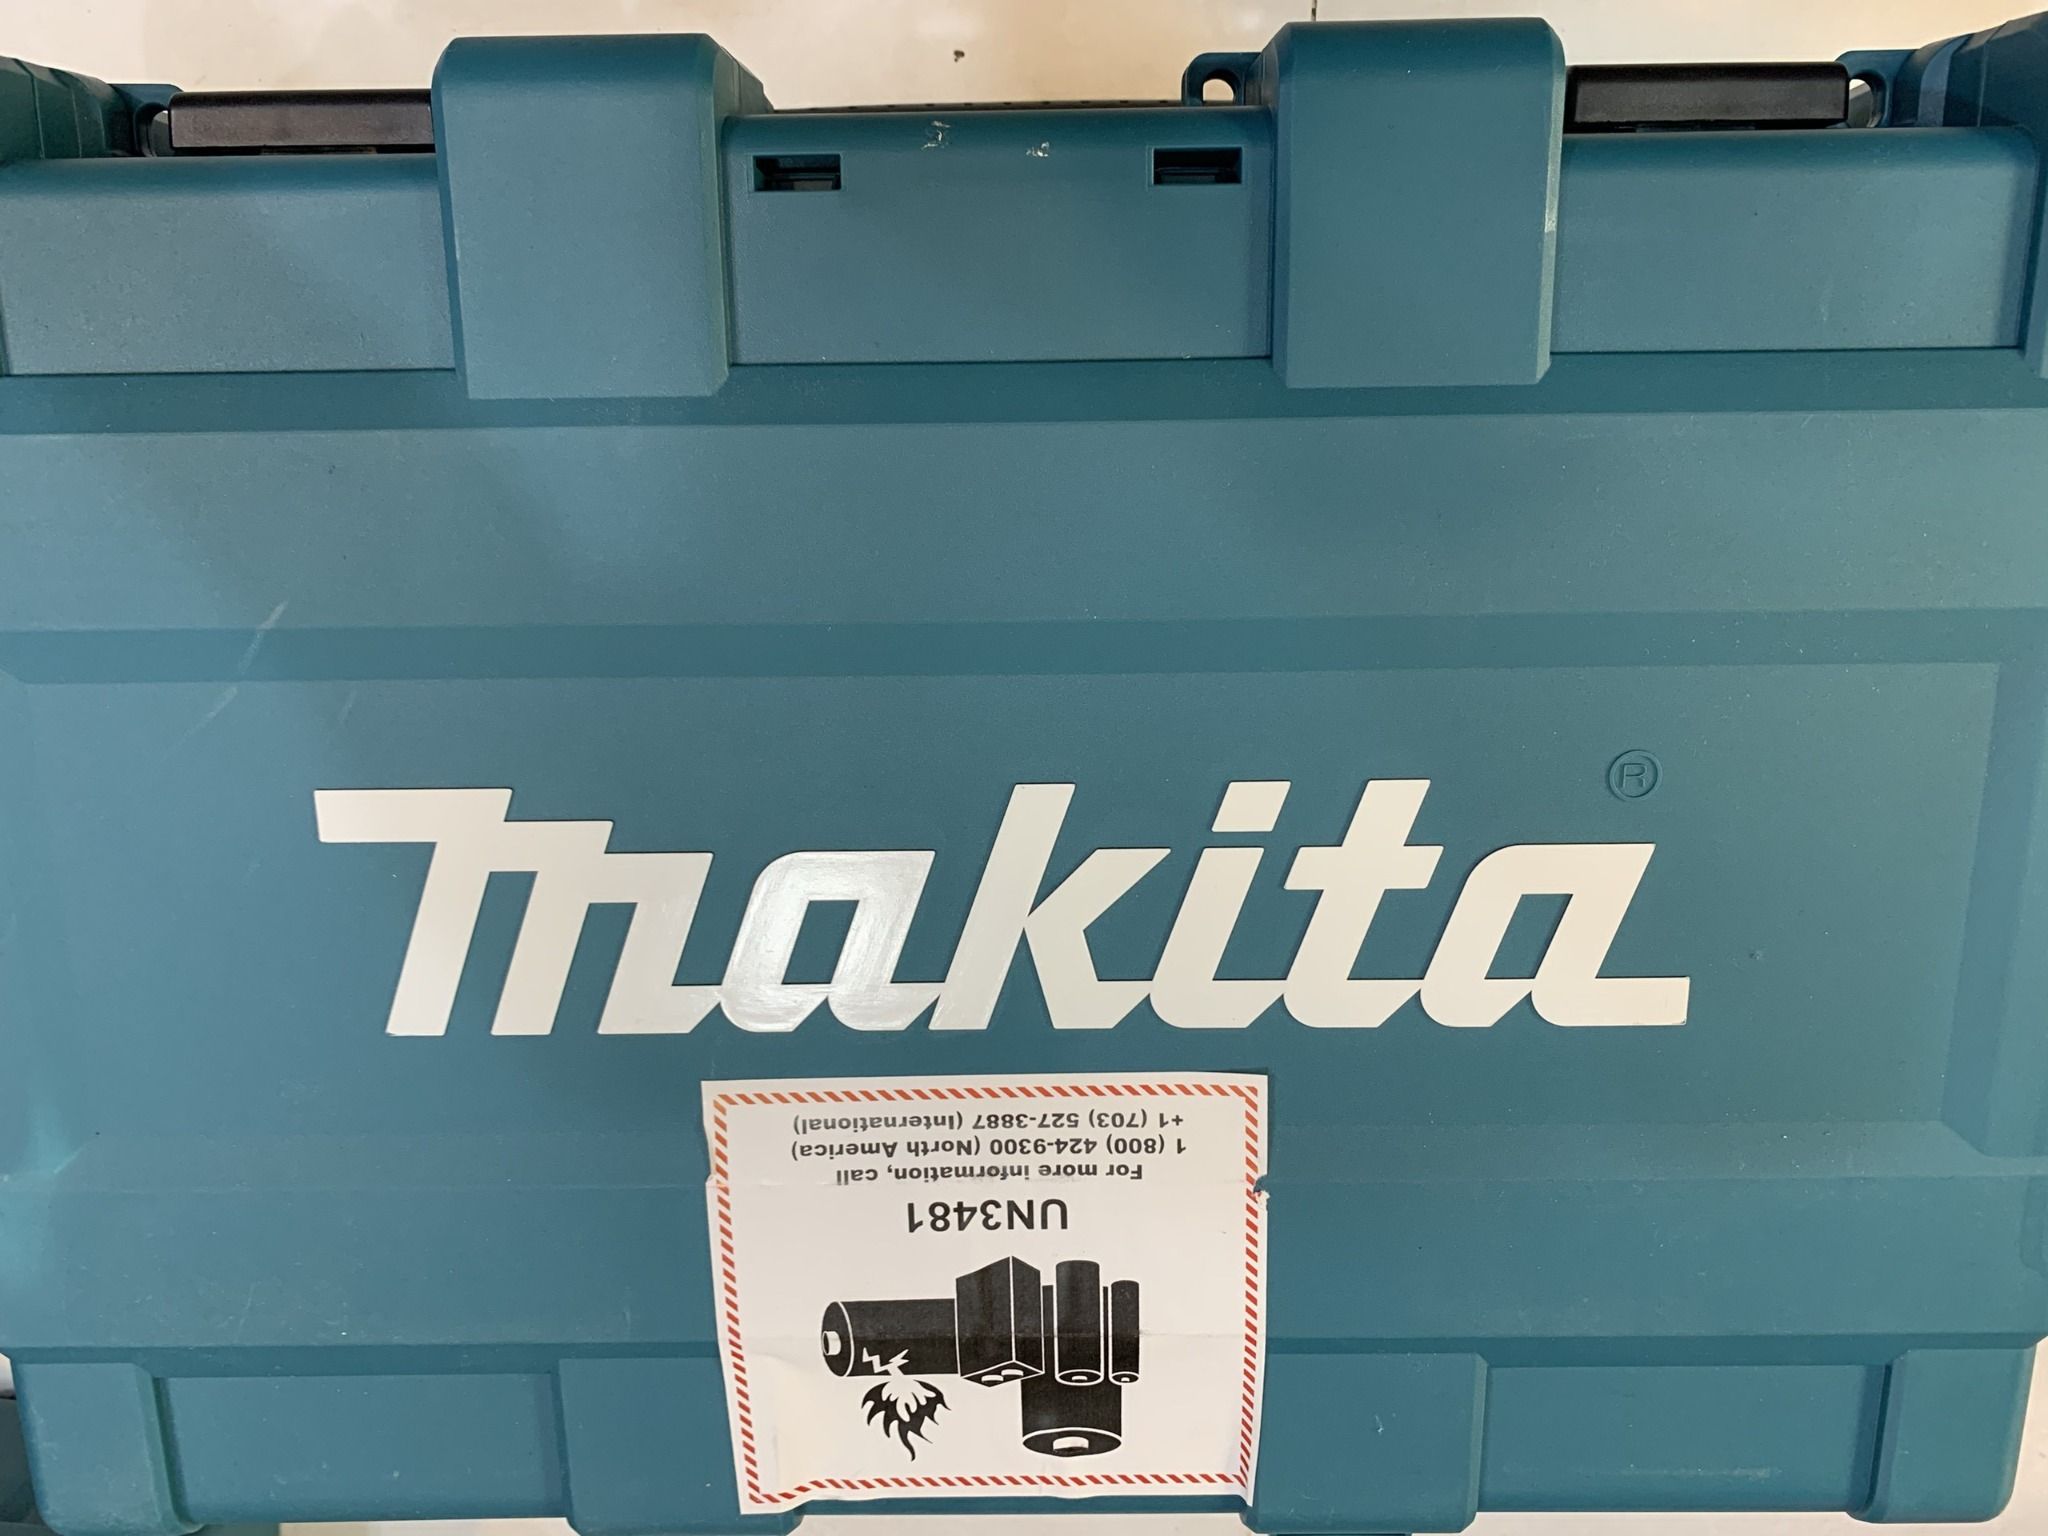 makita®
UN3481
For more information, call
1 (800) 424-9300 (North America)
+1 (703) 527-3887 (International)